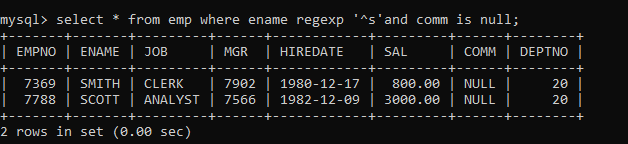 mysql> select * from emp where ename regexp '^s'and comm is null;
+-------+-------+---------+------+------------+---------+------+--------+
| EMPNO | ENAME | JOB     | MGR  | HIREDATE   | SAL     | COMM | DEPTNO |
+-------+-------+---------+------+------------+---------+------+--------+
|  7369 | SMITH | CLERK   | 7902 | 1980-12-17 |  800.00 | NULL |     20 |
|  7788 | SCOTT | ANALYST | 7566 | 1982-12-09 | 3000.00 | NULL |     20 |
+-------+-------+---------+------+------------+---------+------+--------+
2 rows in set (0.00 sec)